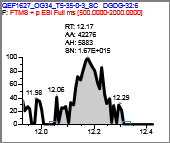 QEF1627_OG34_TS-35-0-3_SC DGDG-32:6
F: FTMS + p ESI Full ms [500.0000-2000.0000]
RT: 12.17
AA: 42276
AH: 5883
SN: 1.67E+015
11.98
12.06
12.29
80
60
40
20
0
12.0
12.2
12.4